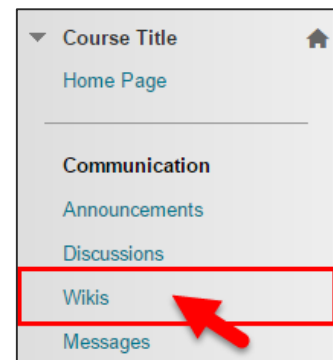 Course Title
Home Page
Communication
Announcements
Discussions
Wikis
Messages